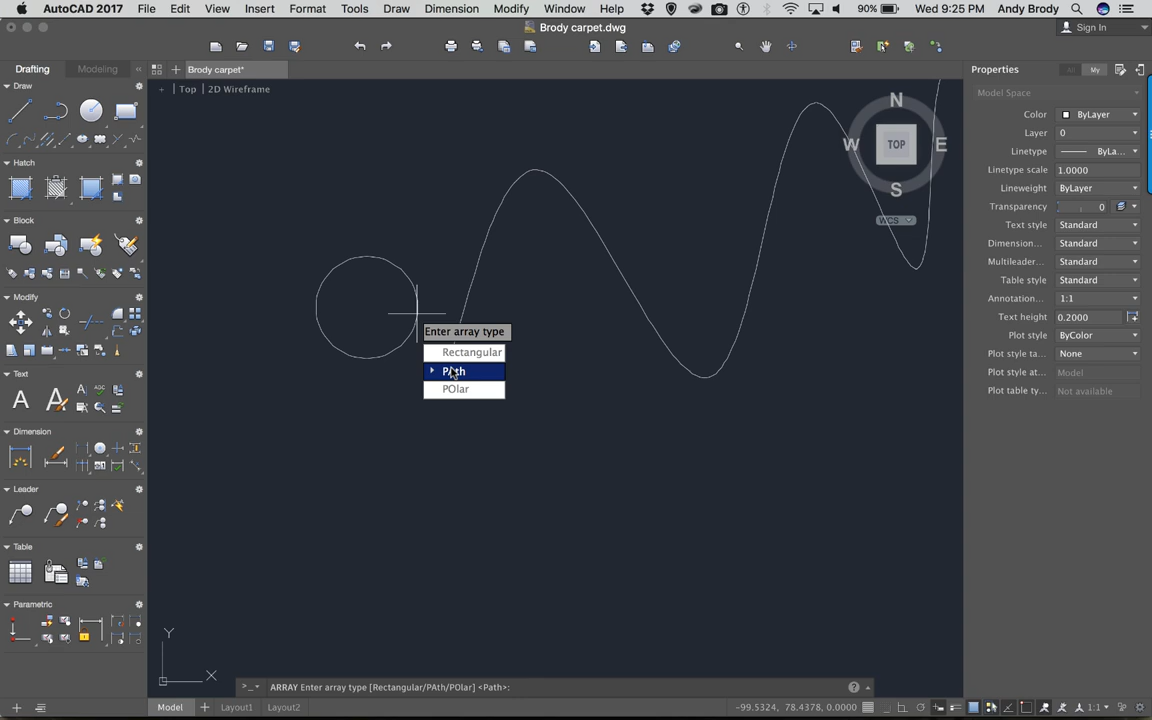 AutoCAD 2017 File Edit View Insert Format Tools Draw Dimension Modify Window Help 90% Wed 9:25 PM Andy Brody
Brody carpet.dwg
Sign In
Drafting Modeling « Brody carpet* Properties All My
+ | Top | 2D Wireframe
Draw
Model Space
N
W TOP E
S
WCS
Color ByLayer
Layer 0
Linetype ByLa...
Linetype scale 1.0000
Lineweight ByLayer
Transparency 0
Text style Standard
Dimension... Standard
Multileader... Standard
Table style Standard
Annotation... 1:1
Text height 0.2000
Plot style ByColor
Plot style ta... None
Plot style at... Model
Plot table ty... Not available
Hatch
Block
Modify
Text
A A
Dimension
Leader
Table
Parametric
Enter array type
Rectangular
PAth
POlar
Y
X
>_ ARRAY Enter array type [Rectangular/PAth/POlar] <Path>:
Model + Layout1 Layout2 -99.5324, 78.4378, 0.0000 1:1